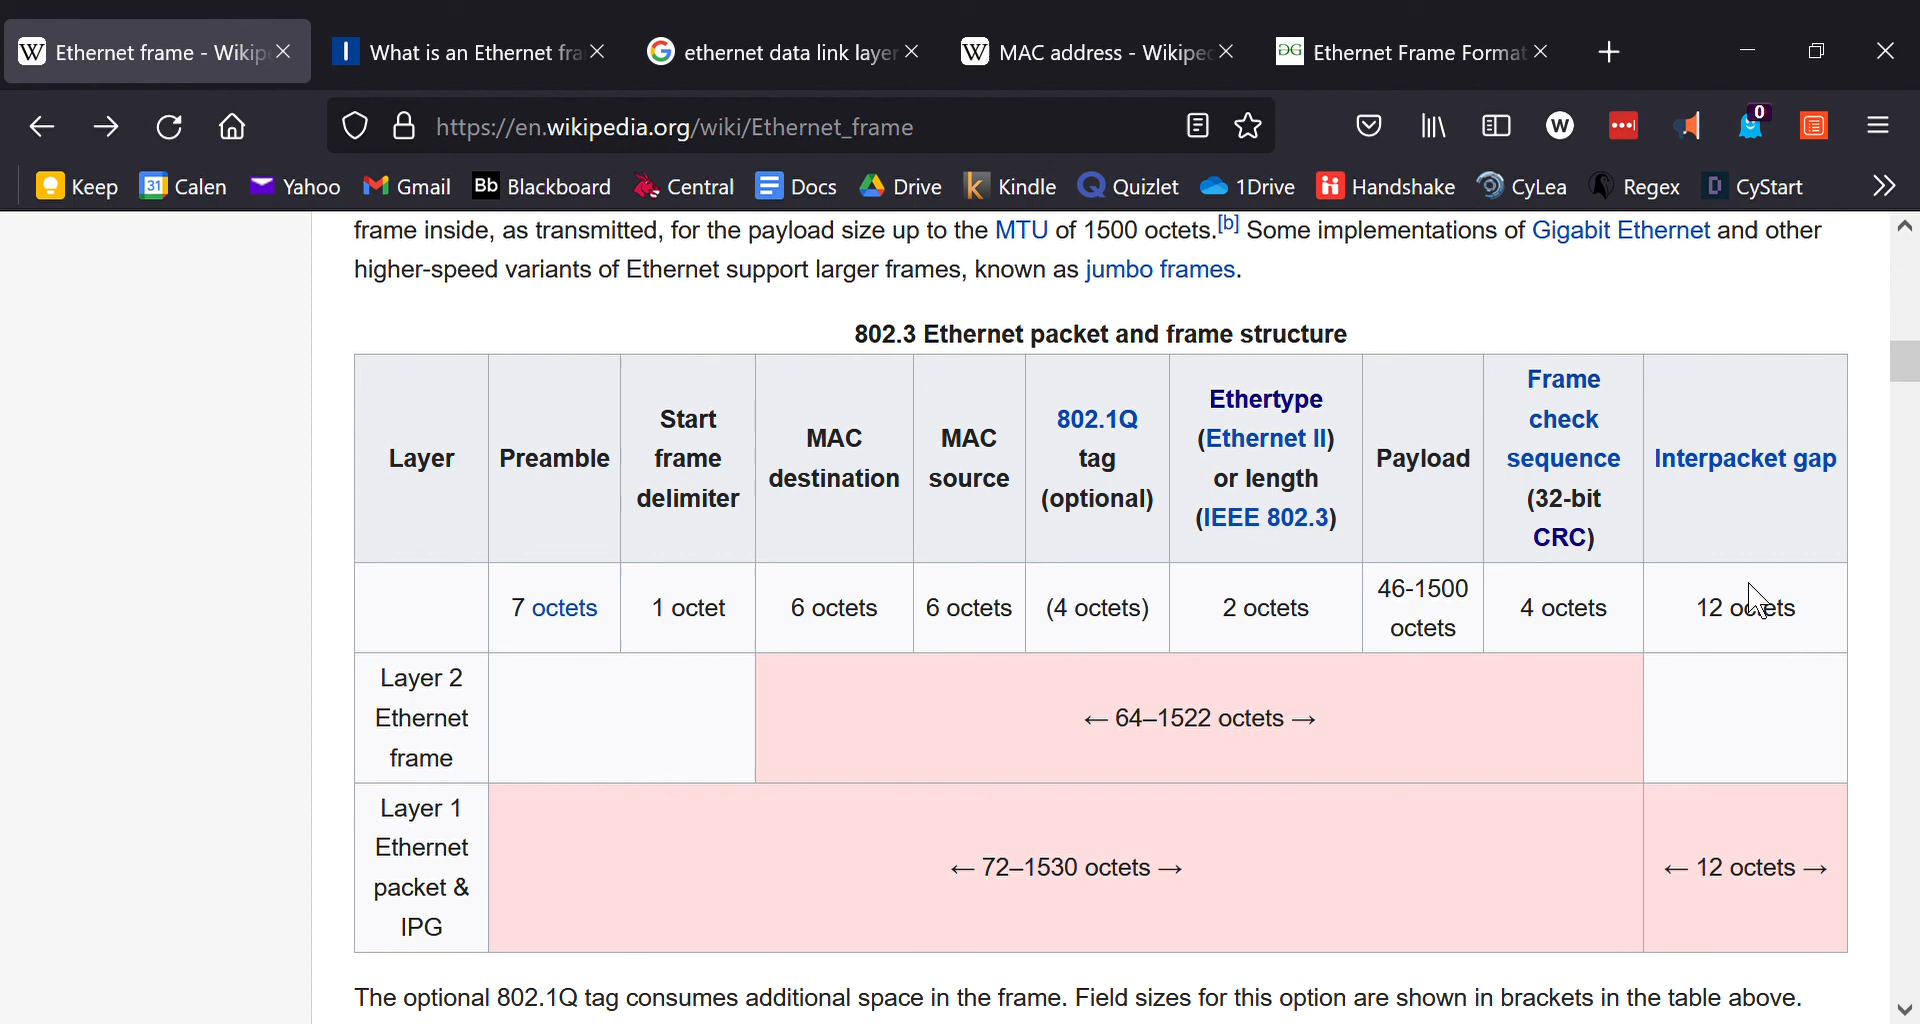 Ethernet frame - Wikip
What is an Ethernet fra
ethernet data link layer
MAC address - Wikipe
Ethernet Frame Format
https://en.wikipedia.org/wiki/Ethernet_frame
0
Keep
31 Calen
Yahoo
Gmail
Bb Blackboard
Central
Docs
Drive
Kindle
Quizlet
1Drive
Handshake
CyLea
Regex
CyStart
frame inside, as transmitted, for the payload size up to the MTU of 1500 octets.[b] Some implementations of Gigabit Ethernet and other
higher-speed variants of Ethernet support larger frames, known as jumbo frames.
802.3 Ethernet packet and frame structure
Layer
Preamble
Start
frame
delimiter
MAC
destination
MAC
source
802.1Q
tag
(optional)
Ethertype
(Ethernet II)
or length
(IEEE 802.3)
Payload
Frame
check
sequence
(32-bit
CRC)
Interpacket gap
7 octets
1 octet
6 octets
6 octets
(4 octets)
2 octets
46-1500
octets
4 octets
12 octets
Layer 2
Ethernet
frame
← 64–1522 octets →
Layer 1
Ethernet
packet &
IPG
← 72–1530 octets →
← 12 octets →
The optional 802.1Q tag consumes additional space in the frame. Field sizes for this option are shown in brackets in the table above.